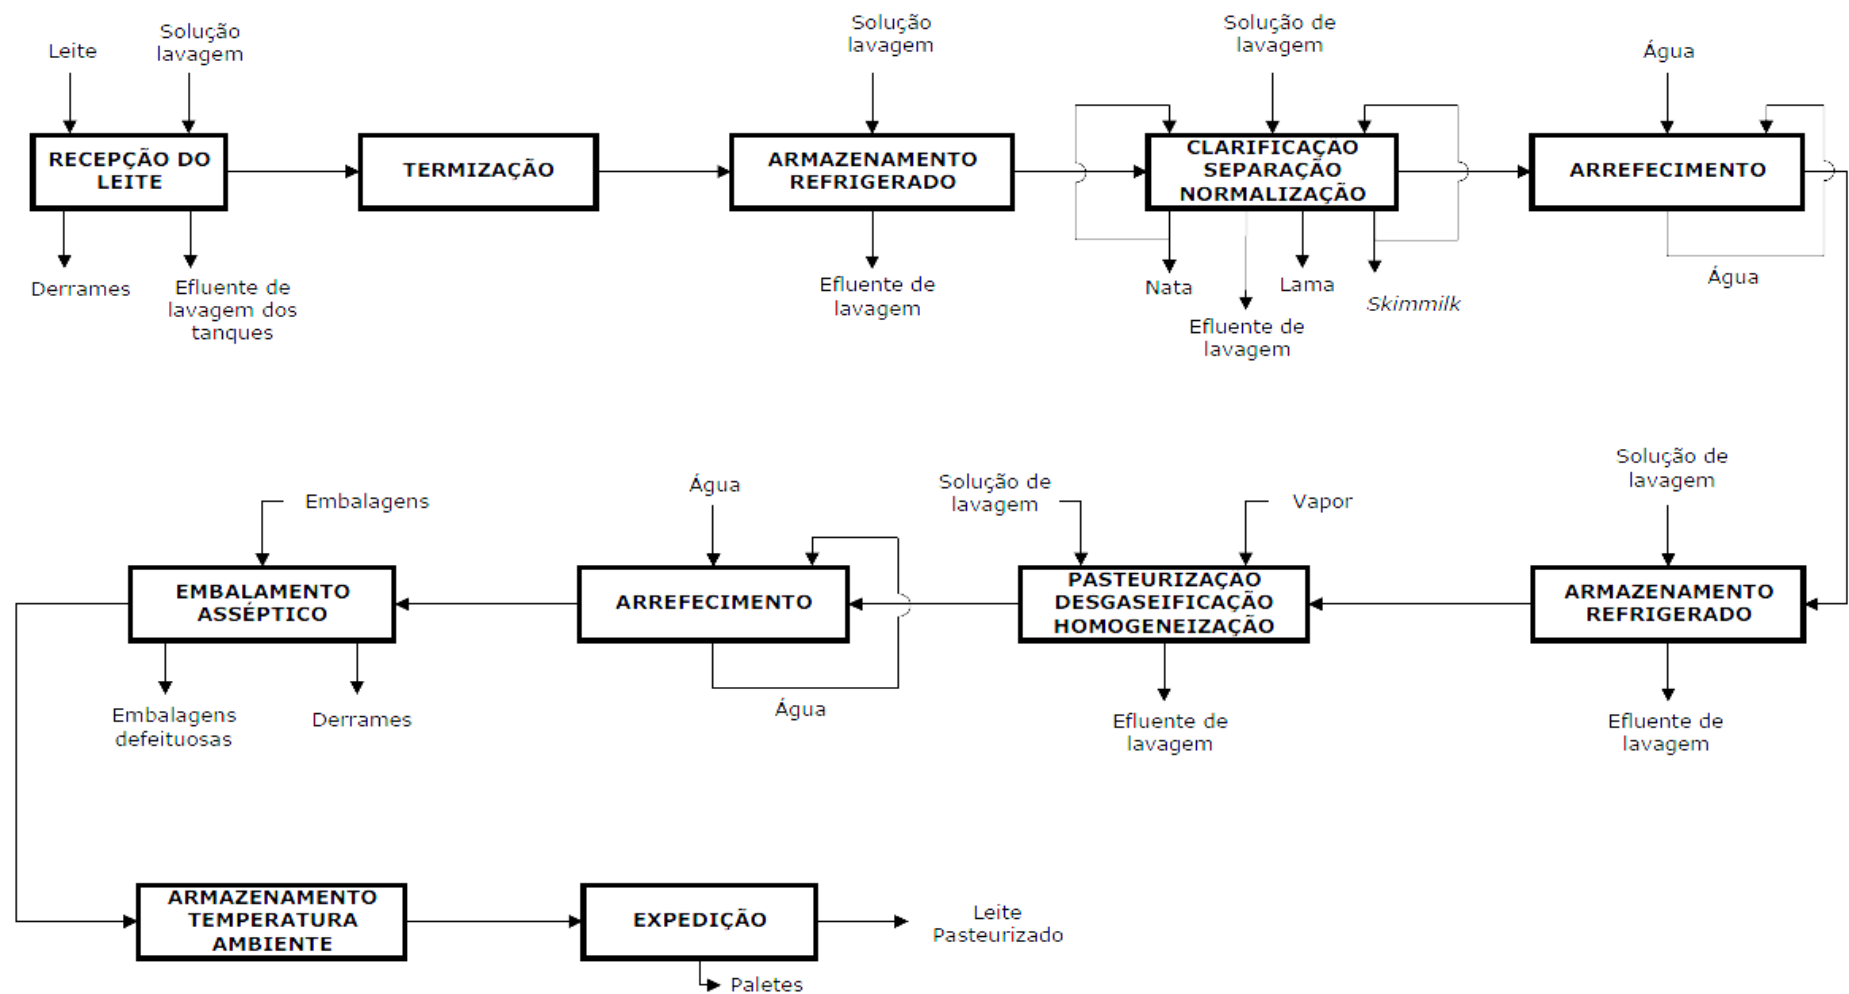 Leite
Solução
lavagem
Solução
lavagem
Solução de
lavagem
Água
RECEPÇÃO DO
LEITE
TERMIZAÇÃO
ARMAZENAMENTO
REFRIGERADO
CLARIFICAÇÃO
SEPARAÇÃO
NORMALIZAÇÃO
ARREFECIMENTO
Derrames
Efluente de
lavagem dos
tanques
Efluente de
lavagem
Nata
Efluente de
lavagem
Lama
Skimmilk
Água
Embalagens
Água
Solução de
lavagem
Vapor
Solução de
lavagem
EMBALAMENTO
ASSÉPTICO
ARREFECIMENTO
PASTEURIZAÇÃO
DESGASEIFICAÇÃO
HOMOGENEIZAÇÃO
ARMAZENAMENTO
REFRIGERADO
Embalagens
defeituosas
Derrames
Água
Efluente de
lavagem
Efluente de
lavagem
ARMAZENAMENTO
TEMPERATURA
AMBIENTE
EXPEDIÇÃO
Leite
Pasteurizado
Paletes